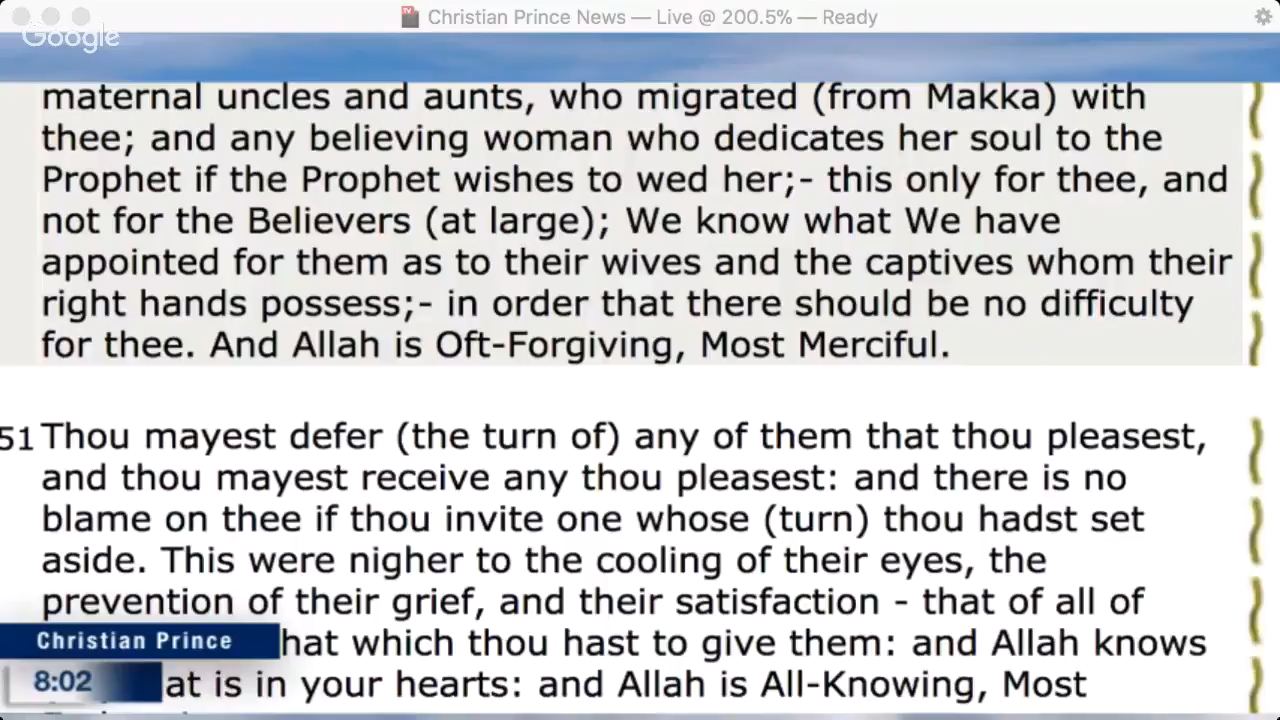 Christian Prince News — Live @ 200.5% — Ready
Google
maternal uncles and aunts, who migrated (from Makka) with
thee; and any believing woman who dedicates her soul to the
Prophet if the Prophet wishes to wed her;- this only for thee, and
not for the Believers (at large); We know what We have
appointed for them as to their wives and the captives whom their
right hands possess;- in order that there should be no difficulty
for thee. And Allah is Oft-Forgiving, Most Merciful.
51 Thou mayest defer (the turn of) any of them that thou pleasest,
and thou mayest receive any thou pleasest: and there is no
blame on thee if thou invite one whose (turn) thou hadst set
aside. This were nigher to the cooling of their eyes, the
prevention of their grief, and their satisfaction - that of all of
hat which thou hast to give them: and Allah knows
at is in your hearts: and Allah is All-Knowing, Most
Christian Prince
8:02